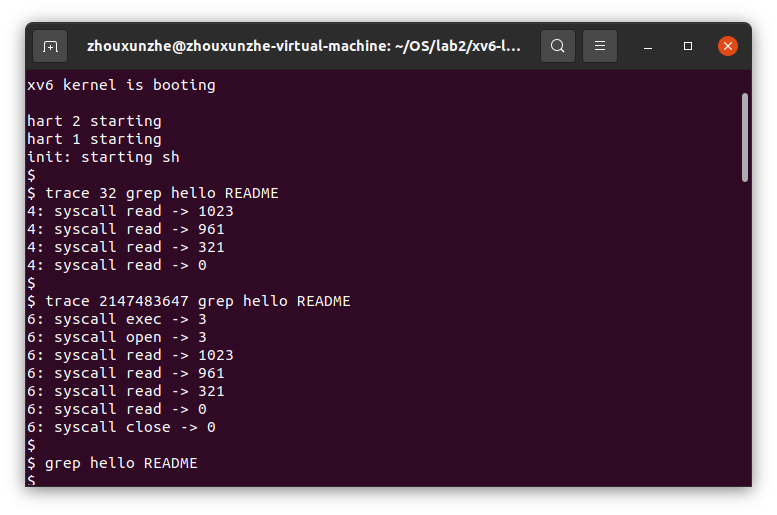 zhouxunzhe@zhouxunzhe-virtual-machine: ~/OS/lab2/xv6-l...
xv6 kernel is booting
hart 2 starting
hart 1 starting
init: starting sh
$
$ trace 32 grep hello README
4: syscall read -> 1023
4: syscall read -> 961
4: syscall read -> 321
4: syscall read -> 0
$
$ trace 2147483647 grep hello README
6: syscall exec -> 3
6: syscall open -> 3
6: syscall read -> 1023
6: syscall read -> 961
6: syscall read -> 321
6: syscall read -> 0
6: syscall close -> 0
$
$ grep hello README
$